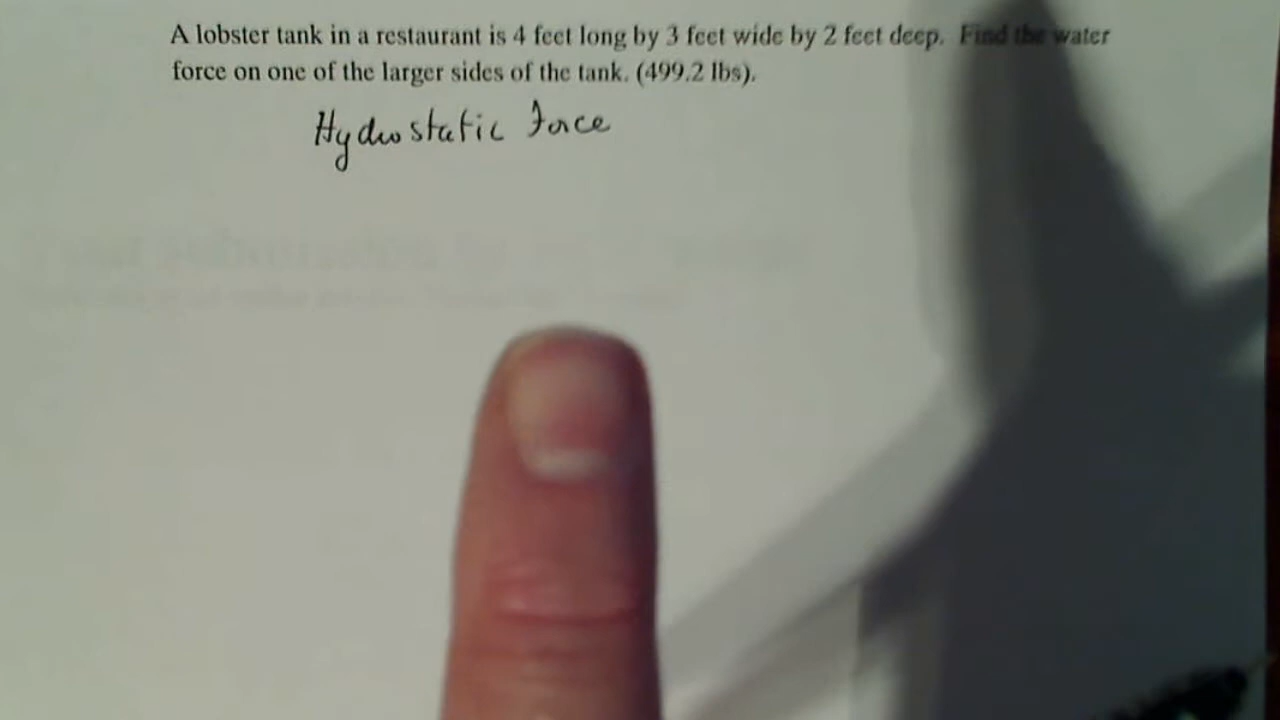 A lobster tank in a restaurant is 4 feet long by 3 feet wide by 2 feet deep. Find the water
force on one of the larger sides of the tank. (499.2 lbs).
Hydrostatic Force